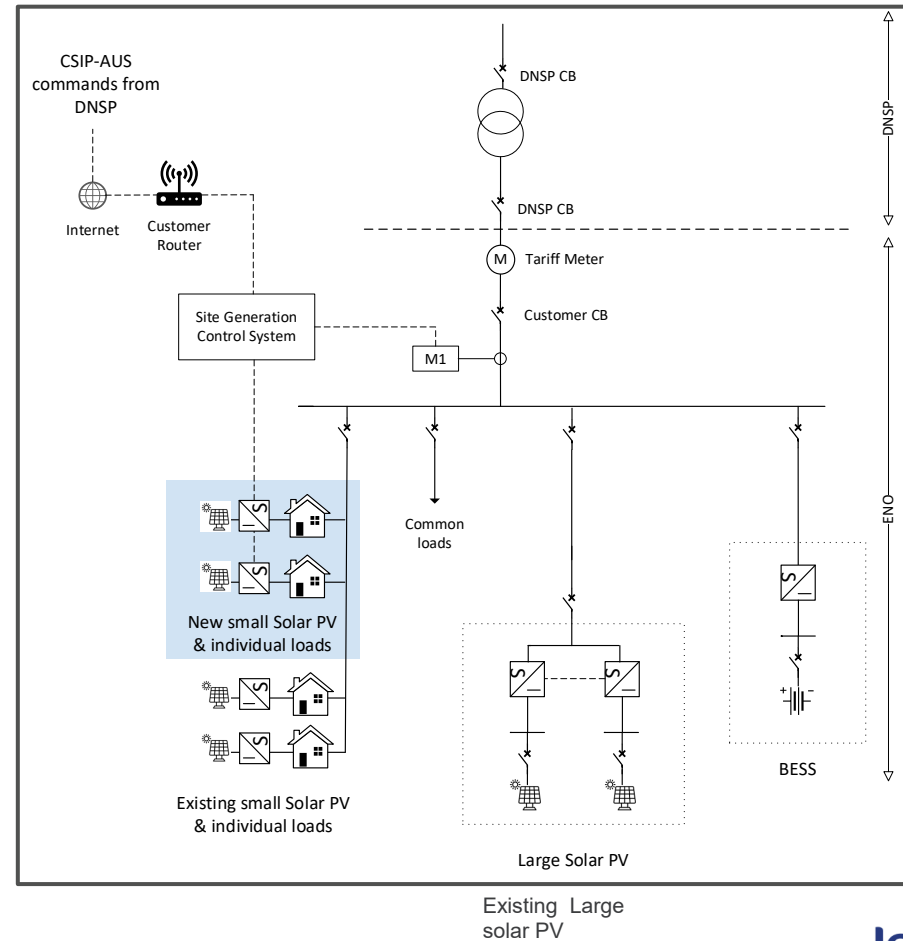 CSIP-AUS
commands from
DNSP
Internet
Customer
Router
Site Generation
Control System
M1
DNSP CB
DNSP CB
M
Tariff Meter
Customer CB
DNSP
ENO
Common
loads
New small Solar PV
& individual loads
Existing small Solar PV
& individual loads
Large Solar PV
+ -
BESS
Existing Large
solar PV